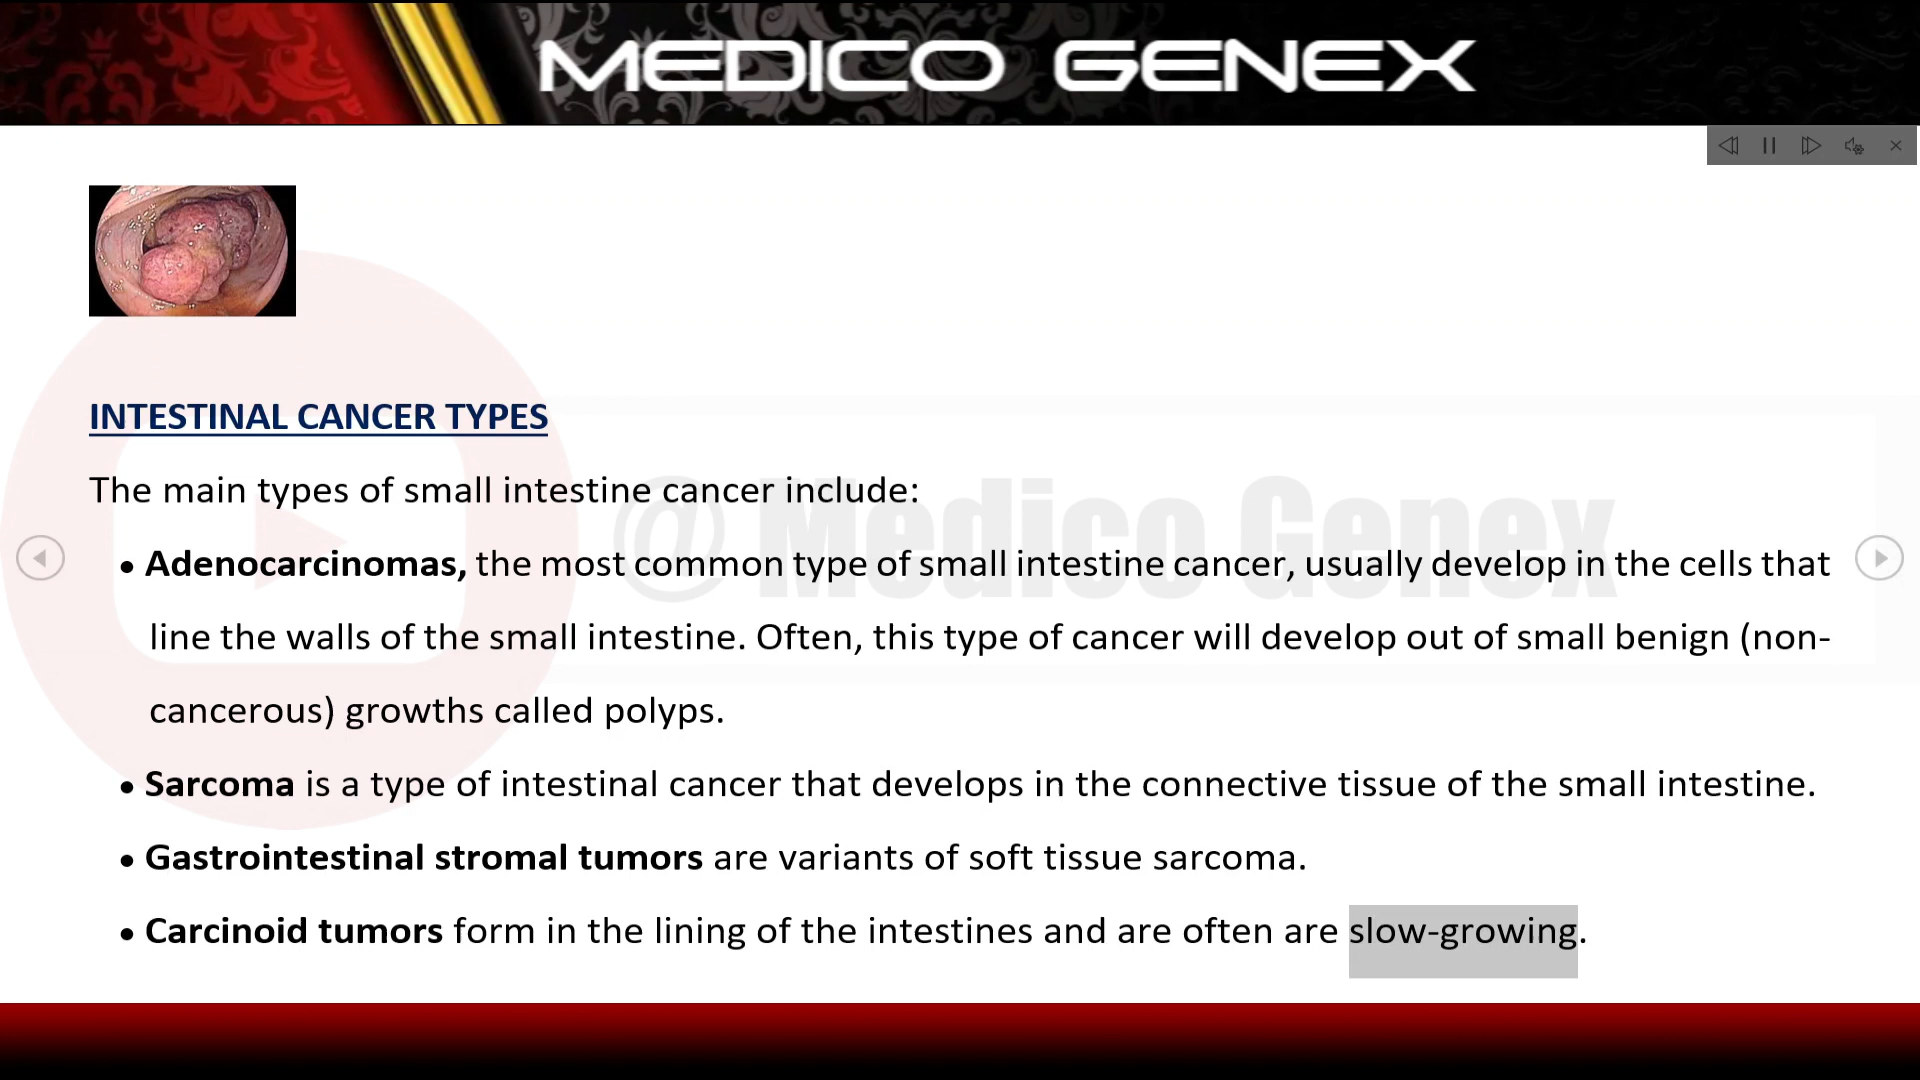 MEDICO GENEX
INTESTINAL CANCER TYPES
The main types of small intestine cancer include:
@ Medico Genex
• Adenocarcinomas, the most common type of small intestine cancer, usually develop in the cells that
line the walls of the small intestine. Often, this type of cancer will develop out of small benign (non-
cancerous) growths called polyps.
• Sarcoma is a type of intestinal cancer that develops in the connective tissue of the small intestine.
• Gastrointestinal stromal tumors are variants of soft tissue sarcoma.
• Carcinoid tumors form in the lining of the intestines and are often are slow-growing.